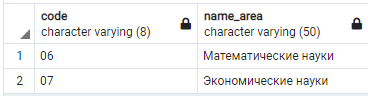 code name_area
character varying (8) character varying (50)
1 06 Математические науки
2 07 Экономические науки